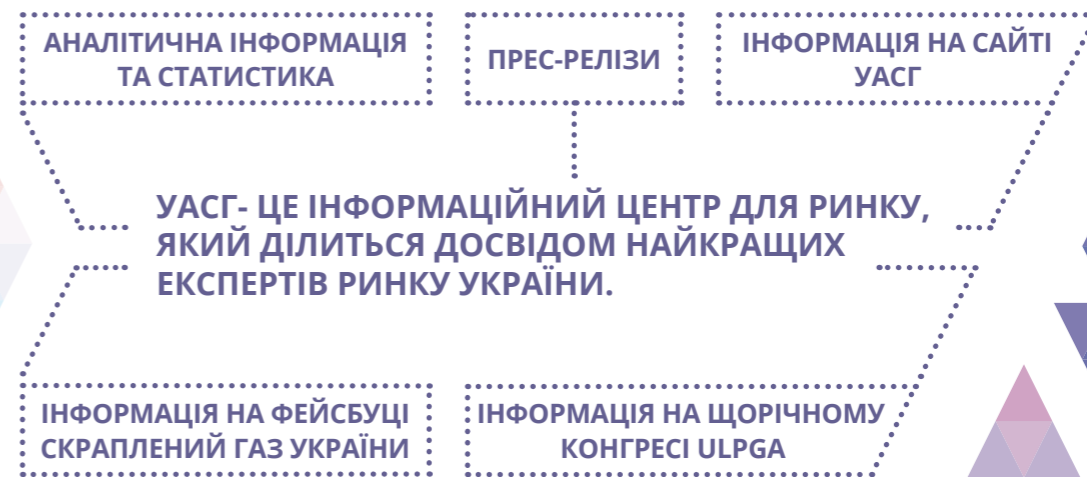 АНАЛІТИЧНА ІНФОРМАЦІЯ
ТА СТАТИСТИКА
ПРЕС-РЕЛІЗИ
ІНФОРМАЦІЯ НА САЙТІ
УАСГ
УАСГ- ЦЕ ІНФОРМАЦІЙНИЙ ЦЕНТР ДЛЯ РИНКУ,
ЯКИЙ ДІЛИТЬСЯ ДОСВІДОМ НАЙКРАЩИХ
ЕКСПЕРТІВ РИНКУ УКРАЇНИ.
ІНФОРМАЦІЯ НА ФЕЙСБУЦІ
СКРАПЛЕНИЙ ГАЗ УКРАЇНИ
ІНФОРМАЦІЯ НА ЩОРІЧНОМУ
КОНГРЕСІ ULPGA